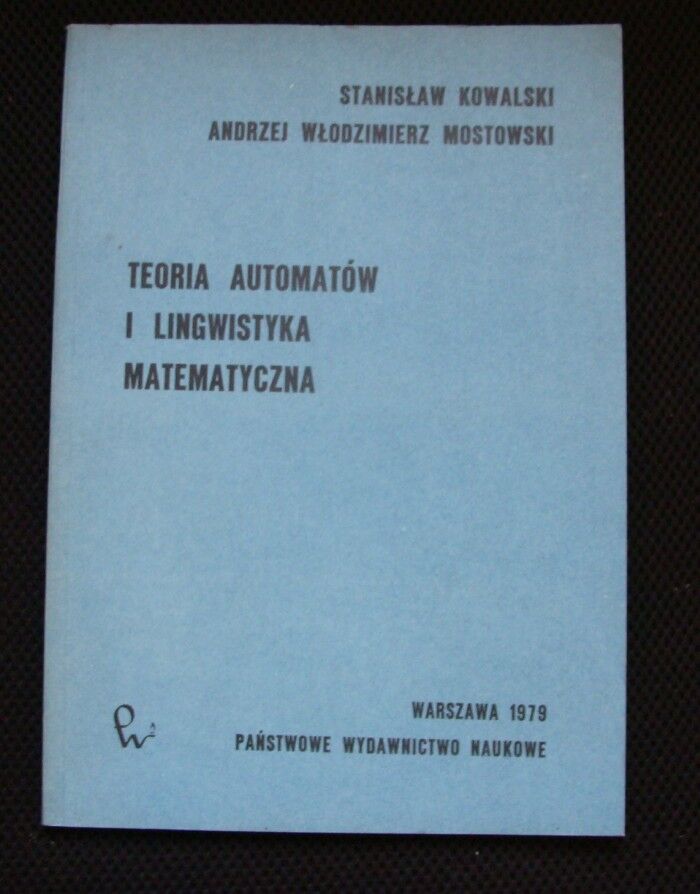 STANISŁAW KOWALSKI
ANDRZEJ WŁODZIMIERZ MOSTOWSKI
TEORIA AUTOMATÓW
I LINGWISTYKA
MATEMATYCZNA
WARSZAWA 1979
PAŃSTWOWE WYDAWNICTWO NAUKOWE